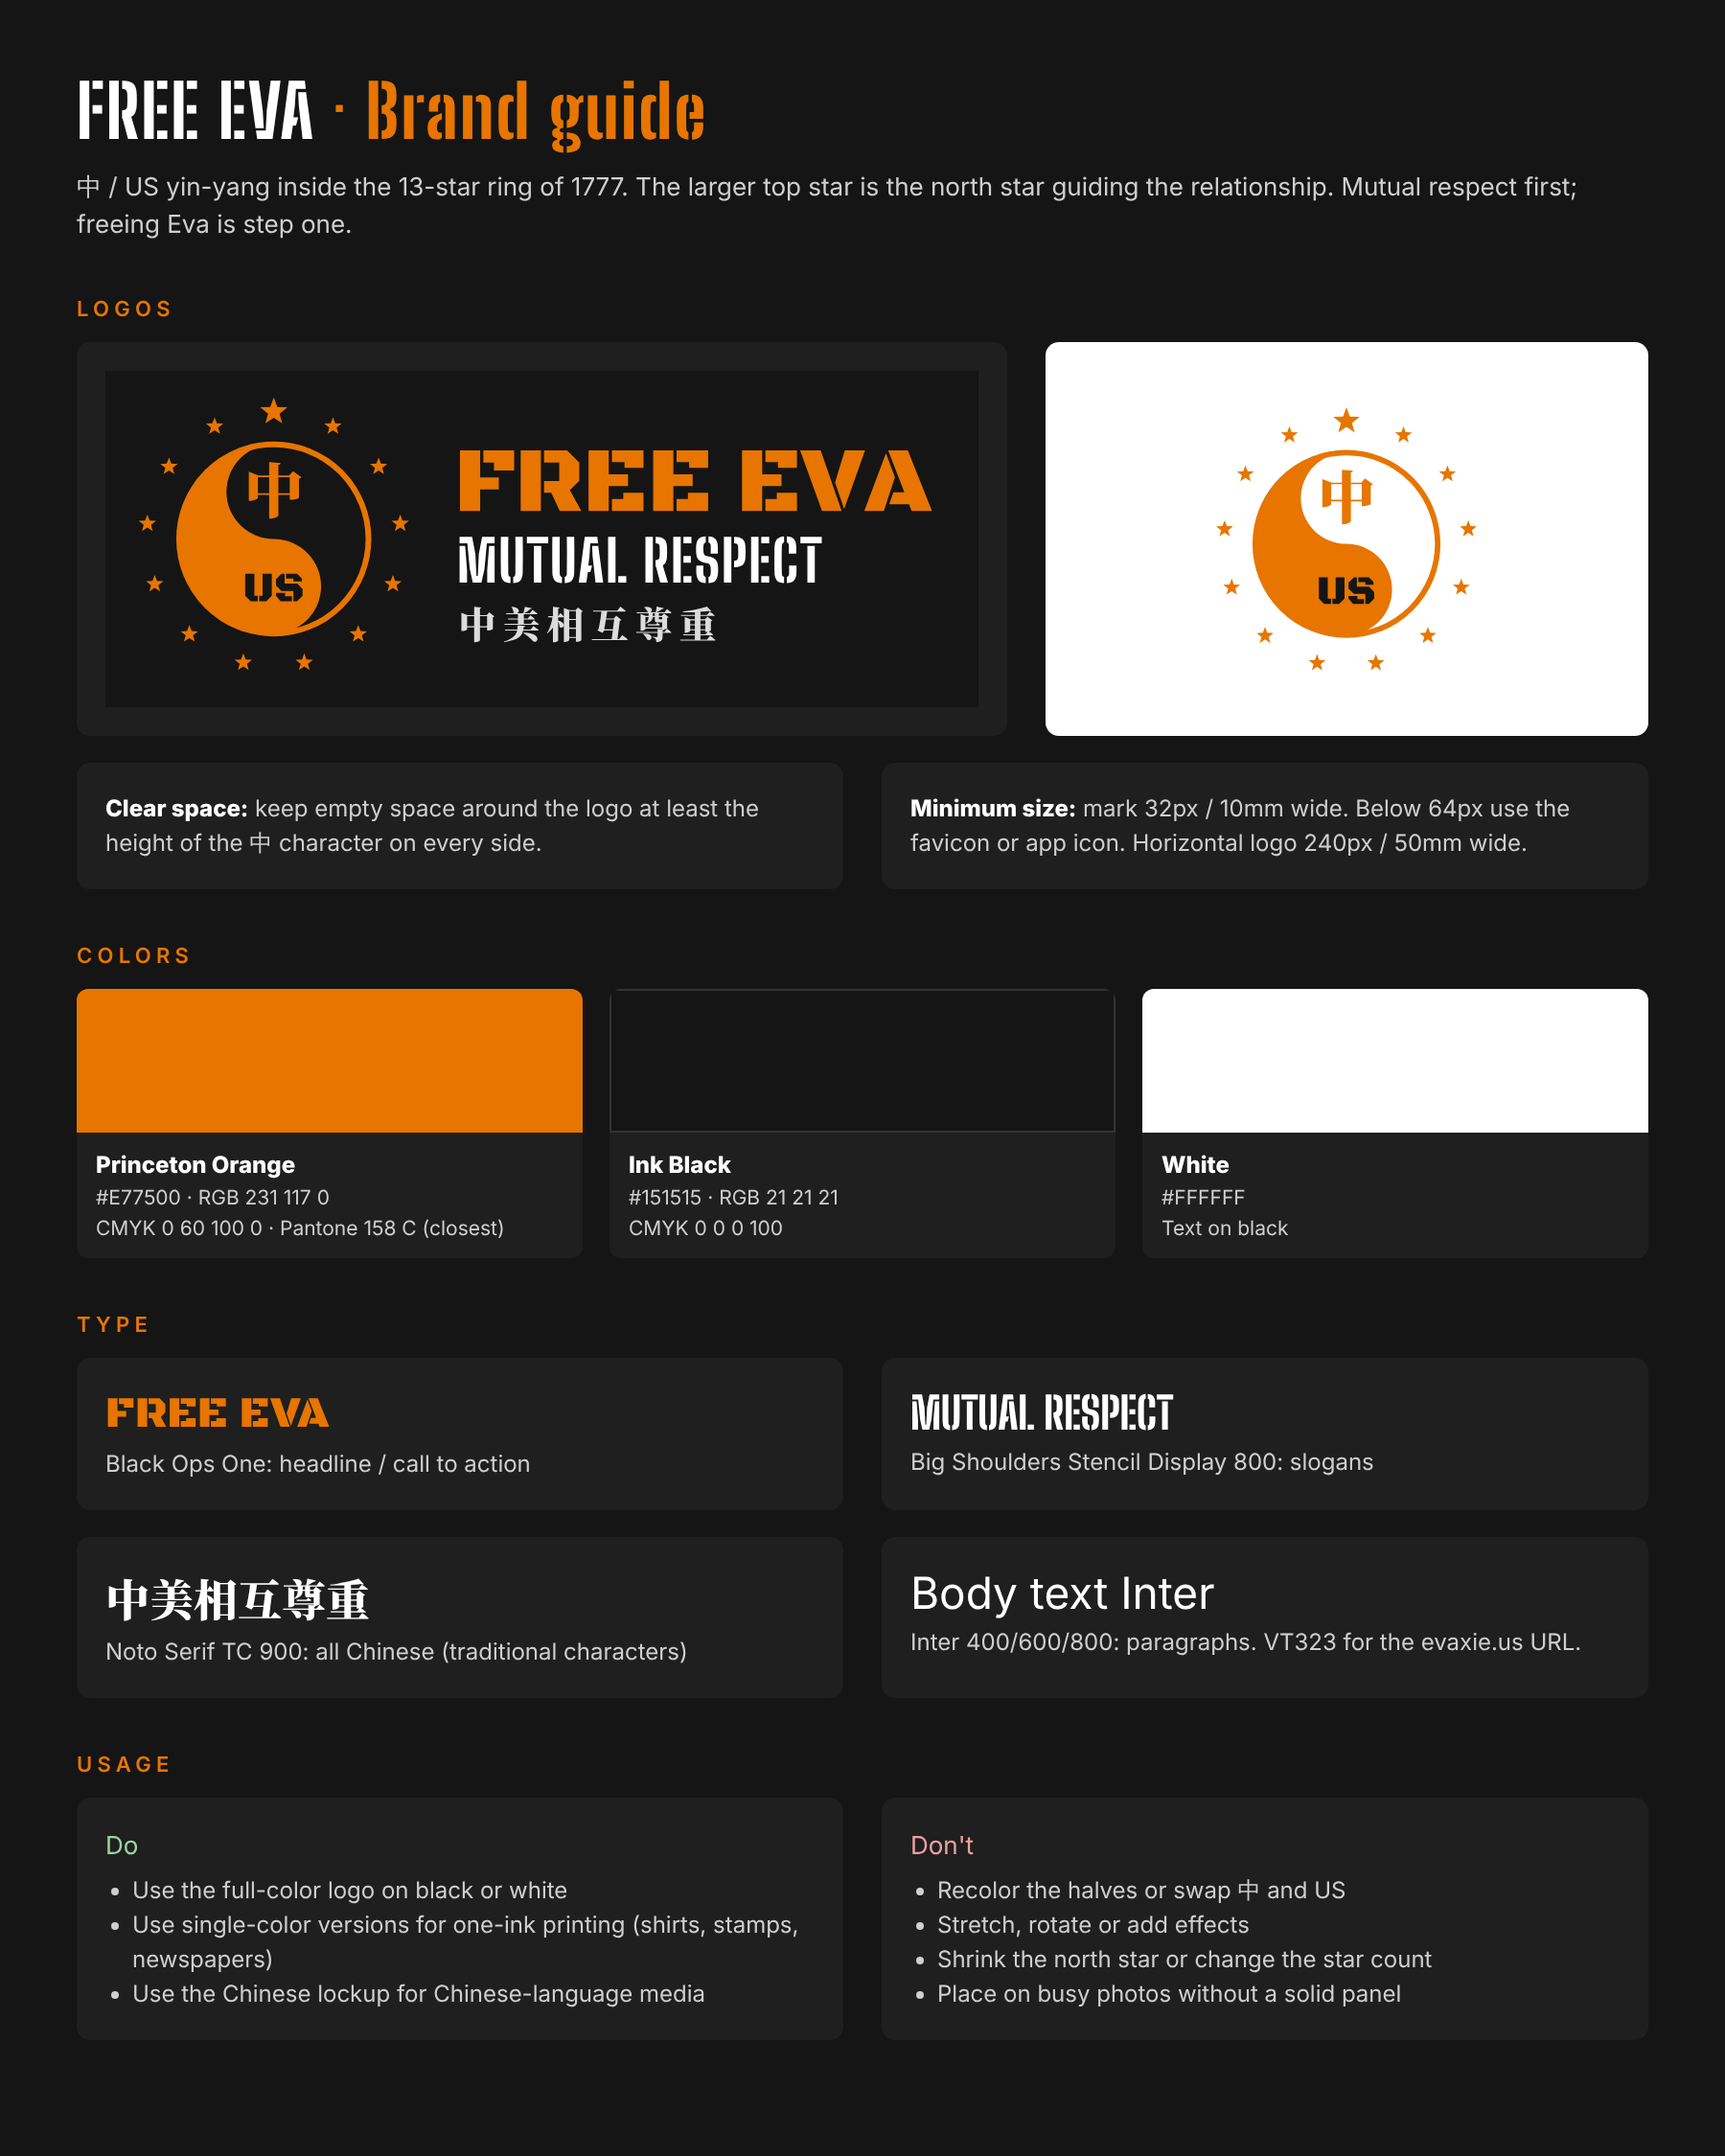 FREE EVA · Brand guide
中 / US yin-yang inside the 13-star ring of 1777. The larger top star is the north star guiding the relationship. Mutual respect first;
freeing Eva is step one.
LOGOS
中
US
FREE EVA
MUTUAL RESPECT
中美相互尊重
中
US
Clear space: keep empty space around the logo at least the
height of the 中 character on every side.
Minimum size: mark 32px / 10mm wide. Below 64px use the
favicon or app icon. Horizontal logo 240px / 50mm wide.
COLORS
Princeton Orange
#E77500 · RGB 231 117 0
CMYK 0 60 100 0 · Pantone 158 C (closest)
Ink Black
#151515 · RGB 21 21 21
CMYK 0 0 0 100
White
#FFFFFF
Text on black
TYPE
FREE EVA
Black Ops One: headline / call to action
MUTUAL RESPECT
Big Shoulders Stencil Display 800: slogans
中美相互尊重
Noto Serif TC 900: all Chinese (traditional characters)
Body text Inter
Inter 400/600/800: paragraphs. VT323 for the evaxie.us URL.
USAGE
Do
• Use the full-color logo on black or white
• Use single-color versions for one-ink printing (shirts, stamps,
newspapers)
• Use the Chinese lockup for Chinese-language media
Don't
• Recolor the halves or swap 中 and US
• Stretch, rotate or add effects
• Shrink the north star or change the star count
• Place on busy photos without a solid panel